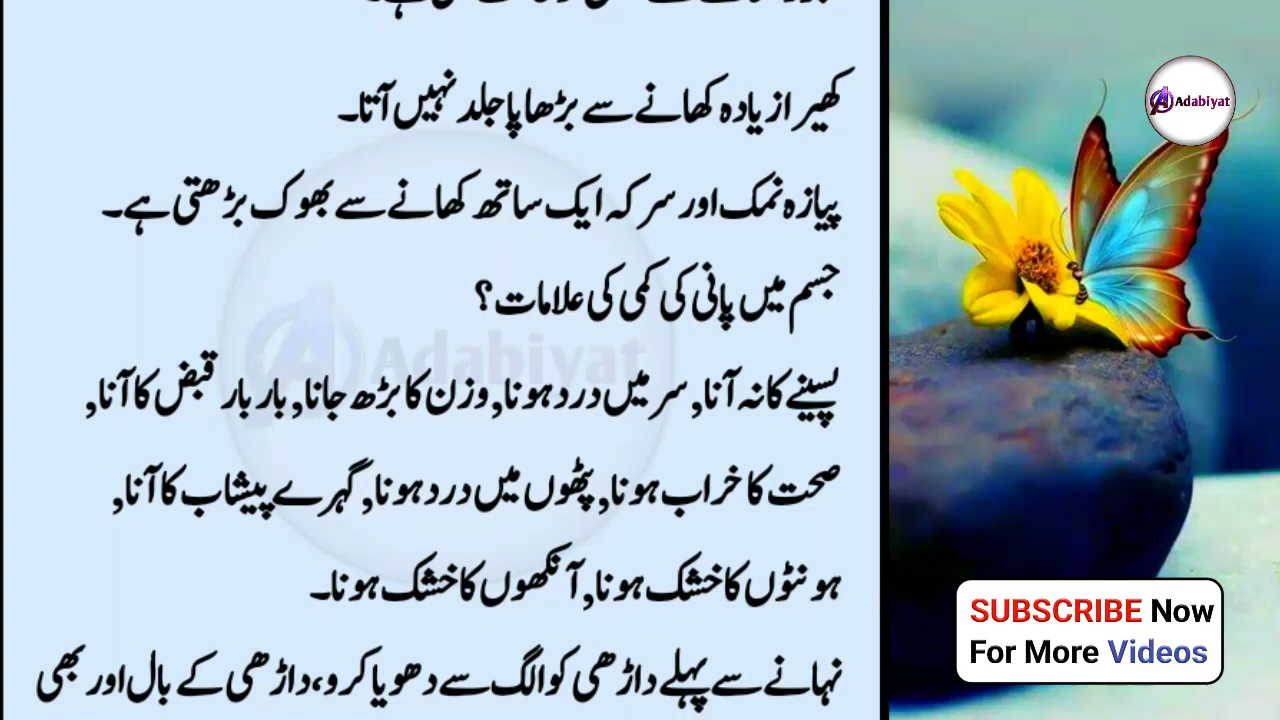 کھیرا زیادہ کھانے سے بڑھاپا جلد نہیں آتا۔
پیازہ نمک اور سرکہ ایک ساتھ کھانے سے بھوک بڑھتی ہے۔
جسم میں پانی کی کمی کی علامات؟
پسینے کا نہ آنا, سر میں درد ہونا, وزن کا بڑھ جانا, بار بار قبض کا آنا,
صحت کا خراب ہونا, پٹھوں میں درد ہونا, گہرے پیشاب کا آنا,
ہونٹوں کا خشک ہونا, آنکھوں کا خشک ہونا۔
نہانے سے پہلے داڑھی کو الگ سے دھویا کرو، داڑھی کے بال اور بھی
Adabiyat
Adabiyat
SUBSCRIBE Now
For More Videos